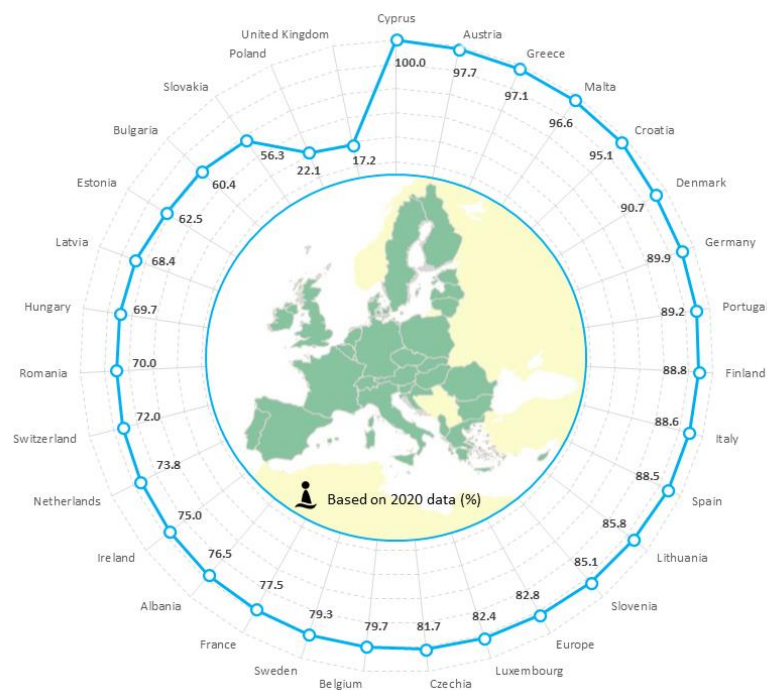 Cyprus
100.0
Austria
97.7
Greece
97.1
Malta
96.6
Croatia
95.1
Denmark
90.7
Germany
89.9
Portugal
89.2
Finland
88.8
Italy
88.6
Spain
88.5
Lithuania
85.8
Slovenia
85.1
Europe
82.8
Luxembourg
82.4
Czechia
81.7
Belgium
79.7
Sweden
79.3
France
77.5
Albania
76.5
Ireland
75.0
Netherlands
73.8
Switzerland
72.0
Romania
70.0
Hungary
69.7
Latvia
68.4
Estonia
62.5
Bulgaria
60.4
Slovakia
56.3
Poland
22.1
United Kingdom
17.2
Based on 2020 data (%)